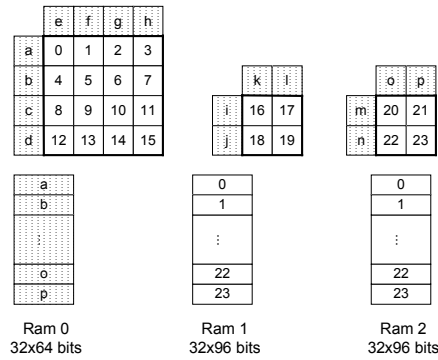 e f g h
a 0 1 2 3
b 4 5 6 7
c 8 9 10 11
d 12 13 14 15
k l
i 16 17
j 18 19
o p
m 20 21
n 22 23
a
b
⋮
o
p
Ram 0
32x64 bits
0
1
⋮
22
23
Ram 1
32x96 bits
0
1
⋮
22
23
Ram 2
32x96 bits